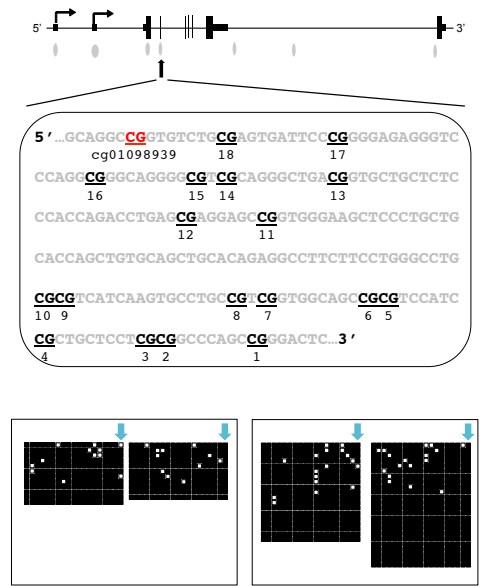 5' 3'
5’…GCAGGCCGGTGTCTGCGAGTGATTCCCGGGGAGAGGGTC
cg01098939 18 17
CCAGGCGGGCAGGGGCGTCGCAGGGCTGACGGTGCTGCTCTC
16 15 14 13
CCACCAGACCTGAGCGAGGAGCCGGTGGGAAGCTCCCTGCTG
12 11
CACCAGCTGTGCAGCTGCACAGAGGCCTTCTTCCTGGGCCTG
CGCGTCATCAAGTGCCTGCCGTCGGTGGCAGCCGCGTCCATC
10 9 8 7 6 5
CGCTGCTCCTCGCGGCCCAGCCGGGACTC…3’
4 3 2 1